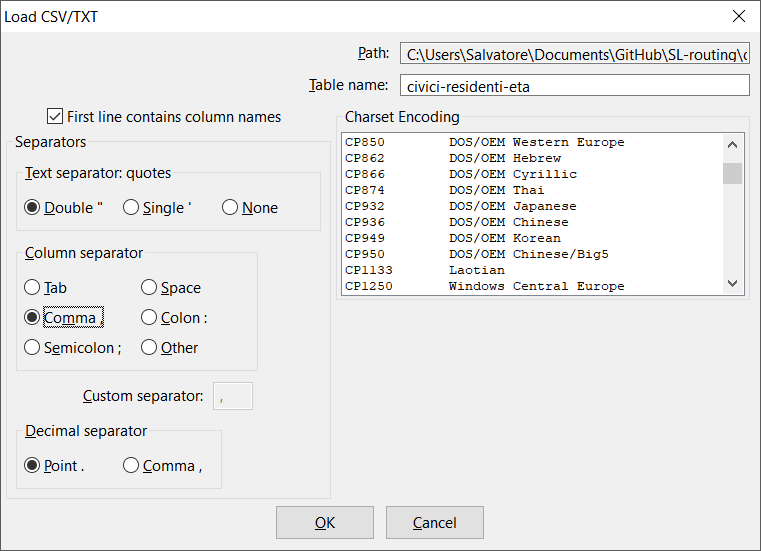 Load CSV/TXT
Path: C:\Users\Salvatore\Documents\GitHub\SL-routing\
Table name: civici-residenti-eta
First line contains column names
Charset Encoding
CP850 DOS/OEM Western Europe
CP862 DOS/OEM Hebrew
CP866 DOS/OEM Cyrillic
CP874 DOS/OEM Thai
CP932 DOS/OEM Japanese
CP936 DOS/OEM Chinese
CP949 DOS/OEM Korean
CP950 DOS/OEM Chinese/Big5
CP1133 Laotian
CP1250 Windows Central Europe
Separators
Text separator: quotes
Double " Single ' None
Column separator
Tab Space
Comma , Colon :
Semicolon ; Other
Custom separator: ,
Decimal separator
Point . Comma ,
OK Cancel